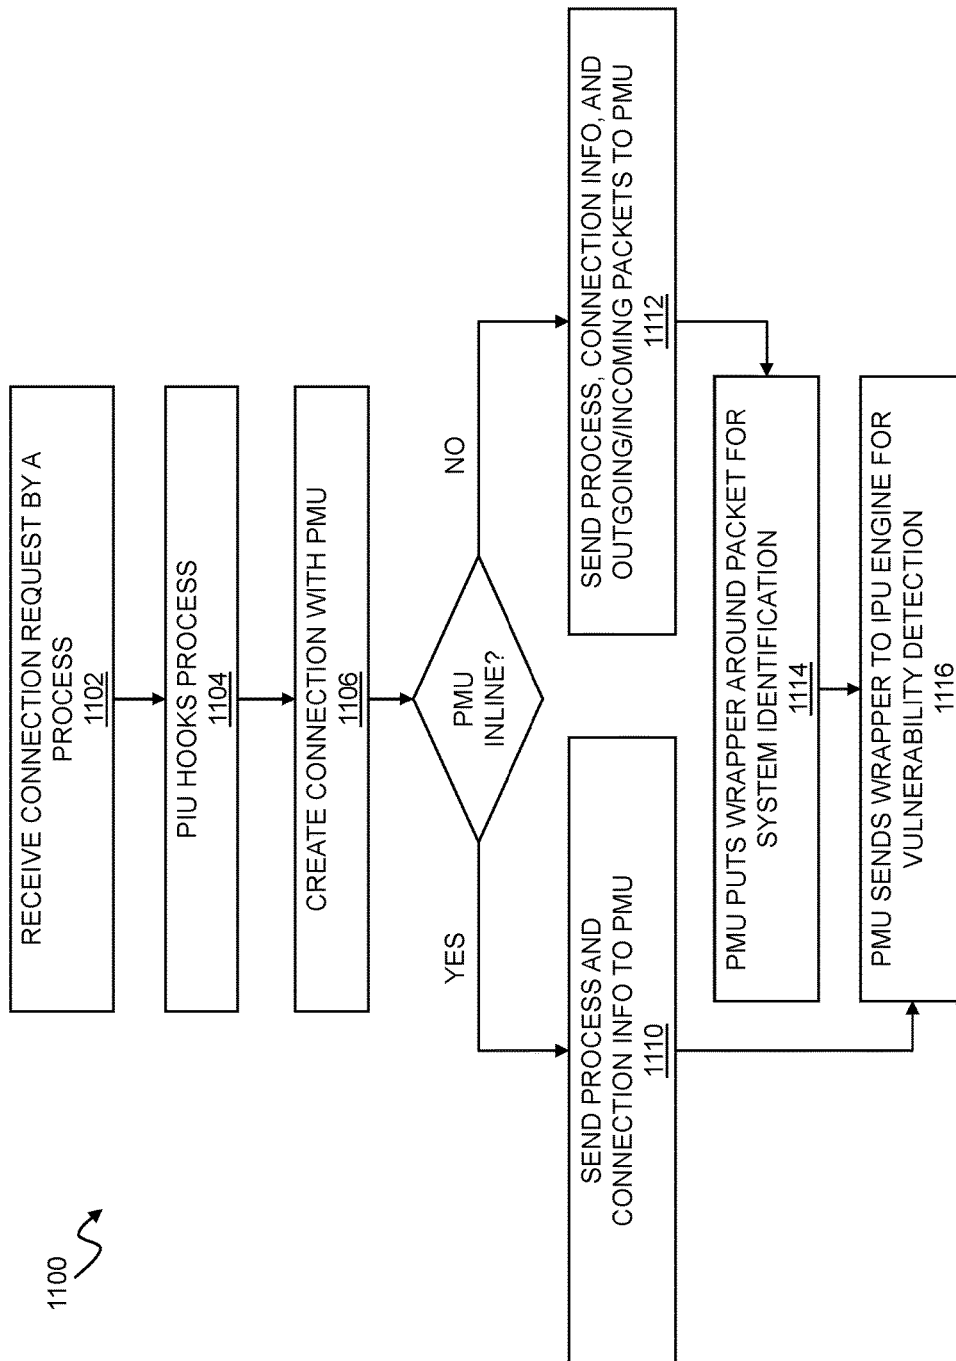 1100
RECEIVE CONNECTION REQUEST BY A
PROCESS
1102
PIU HOOKS PROCESS
1104
CREATE CONNECTION WITH PMU
1106
PMU
INLINE?
YES
NO
SEND PROCESS AND
CONNECTION INFO TO PMU
1110
SEND PROCESS, CONNECTION INFO, AND
OUTGOING/INCOMING PACKETS TO PMU
1112
PMU PUTS WRAPPER AROUND PACKET FOR
SYSTEM IDENTIFICATION
1114
PMU SENDS WRAPPER TO IPU ENGINE FOR
VULNERABILITY DETECTION
1116